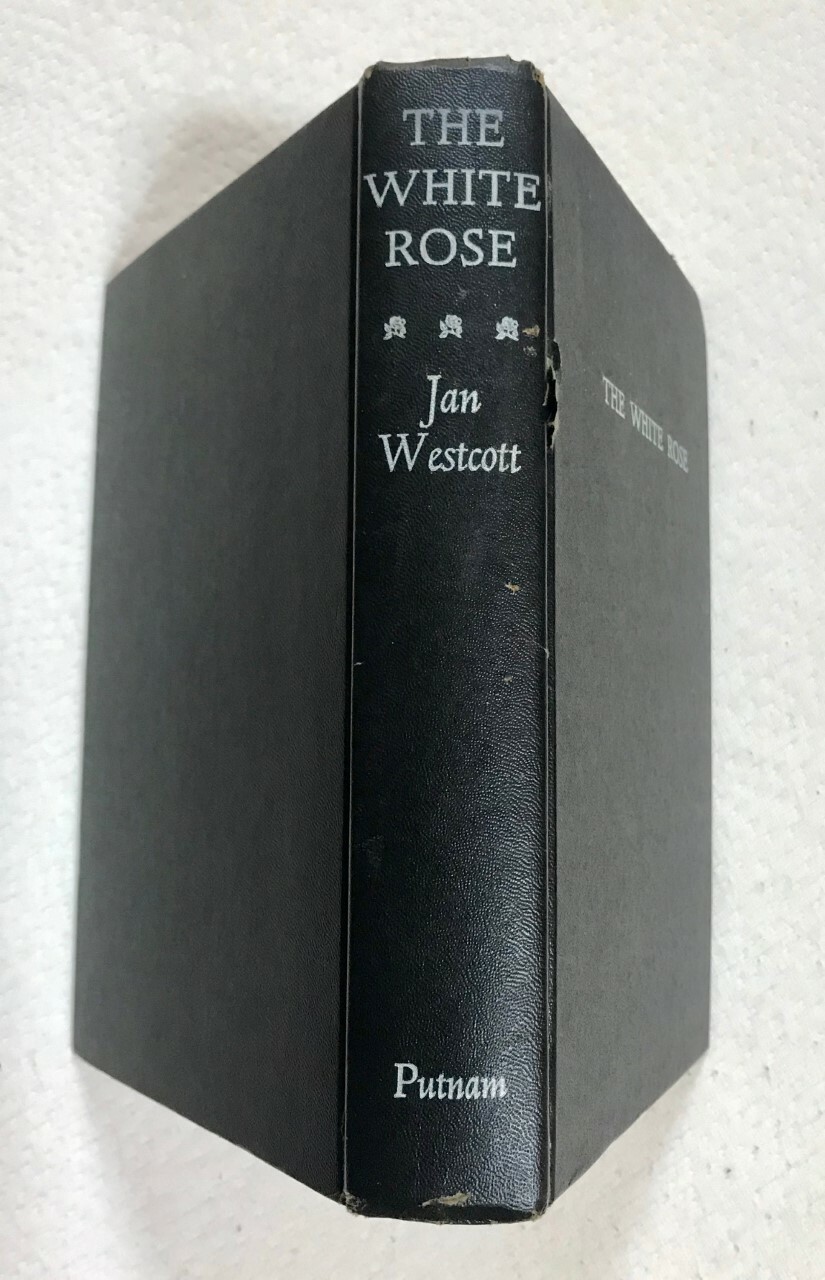 THE
WHITE
ROSE
Jan
Westcott
Putnam
THE WHITE ROSE